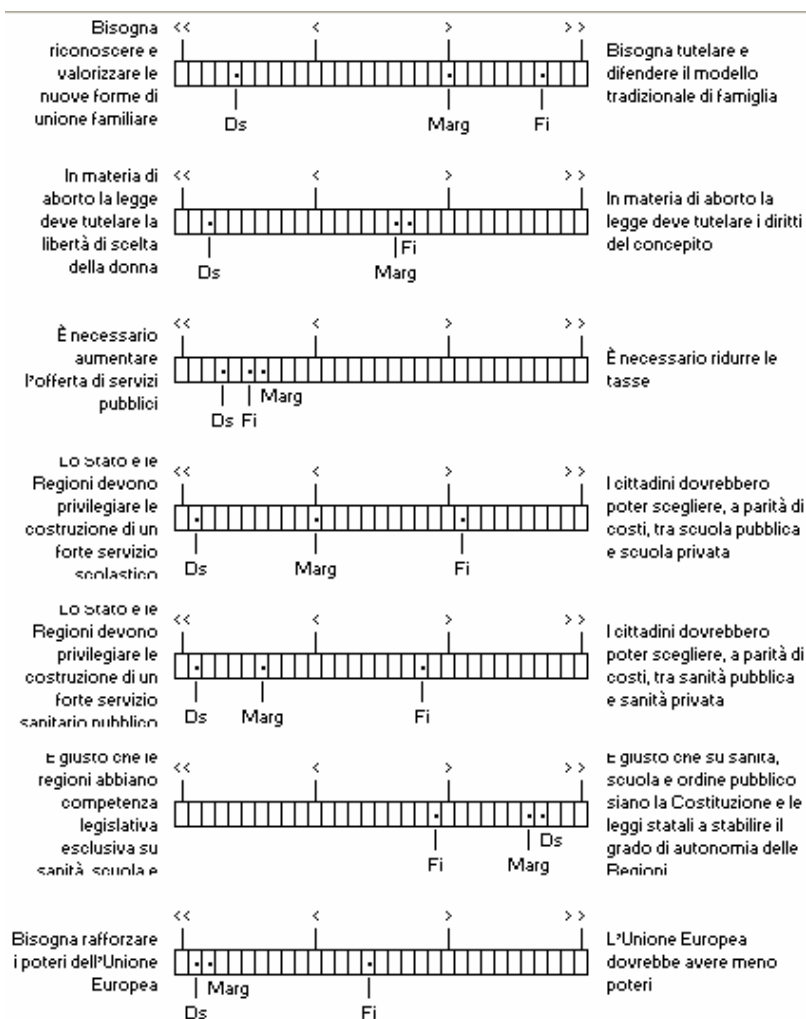 Bisogna
riconoscere e
valorizzare le
nuove forme di
unione familiare
<< < > >>
Ds Marg Fi
Bisogna tutelare e
difendere il modello
tradizionale di famiglia
In materia di
aborto la legge
deve tutelare la
libertà di scelta
della donna
<< < > >>
Fi
Ds Marg
In materia di aborto la
legge deve tutelare i diritti
del concepito
È necessario
aumentare
l'offerta di servizi
pubblici
<< < > >>
Marg
Ds Fi
È necessario ridurre le
tasse
Lo Stato e le
Regioni devono
privilegiare le
costruzione di un
forte servizio
scolastico
<< < > >>
Ds Marg Fi
I cittadini dovrebbero
poter scegliere, a parità di
costi, tra scuola pubblica
e scuola privata
Lo Stato e le
Regioni devono
privilegiare le
costruzione di un
forte servizio
sanitario pubblico
<< < > >>
Ds Marg Fi
I cittadini dovrebbero
poter scegliere, a parità di
costi, tra sanità pubblica
e sanità privata
È giusto che le
regioni abbiano
competenza
legislativa
esclusiva su
sanità, scuola e
<< < > >>
Ds
Fi Marg
È giusto che su sanità,
scuola e ordine pubblico
siano la Costituzione e le
leggi statali a stabilire il
grado di autonomia delle
Regioni
Bisogna rafforzare
i poteri dell'Unione
Europea
<< < > >>
Marg
Ds Fi
L'Unione Europea
dovrebbe avere meno
poteri